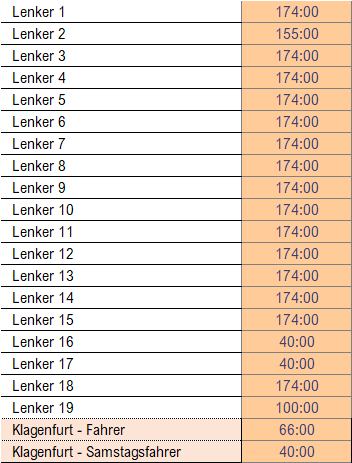 Lenker 1 174:00
Lenker 2 155:00
Lenker 3 174:00
Lenker 4 174:00
Lenker 5 174:00
Lenker 6 174:00
Lenker 7 174:00
Lenker 8 174:00
Lenker 9 174:00
Lenker 10 174:00
Lenker 11 174:00
Lenker 12 174:00
Lenker 13 174:00
Lenker 14 174:00
Lenker 15 174:00
Lenker 16 40:00
Lenker 17 40:00
Lenker 18 174:00
Lenker 19 100:00
Klagenfurt - Fahrer 66:00
Klagenfurt - Samstagsfahrer 40:00